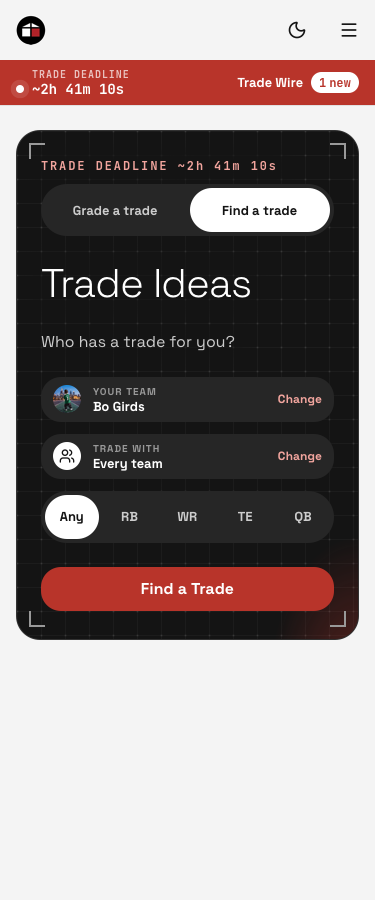 TRADE DEADLINE
~2h 41m 10s
Trade Wire
1 new
TRADE DEADLINE ~2h 41m 10s
Grade a trade
Find a trade
Trade Ideas
Who has a trade for you?
YOUR TEAM
Bo Girds
Change
TRADE WITH
Every team
Change
Any
RB
WR
TE
QB
Find a Trade